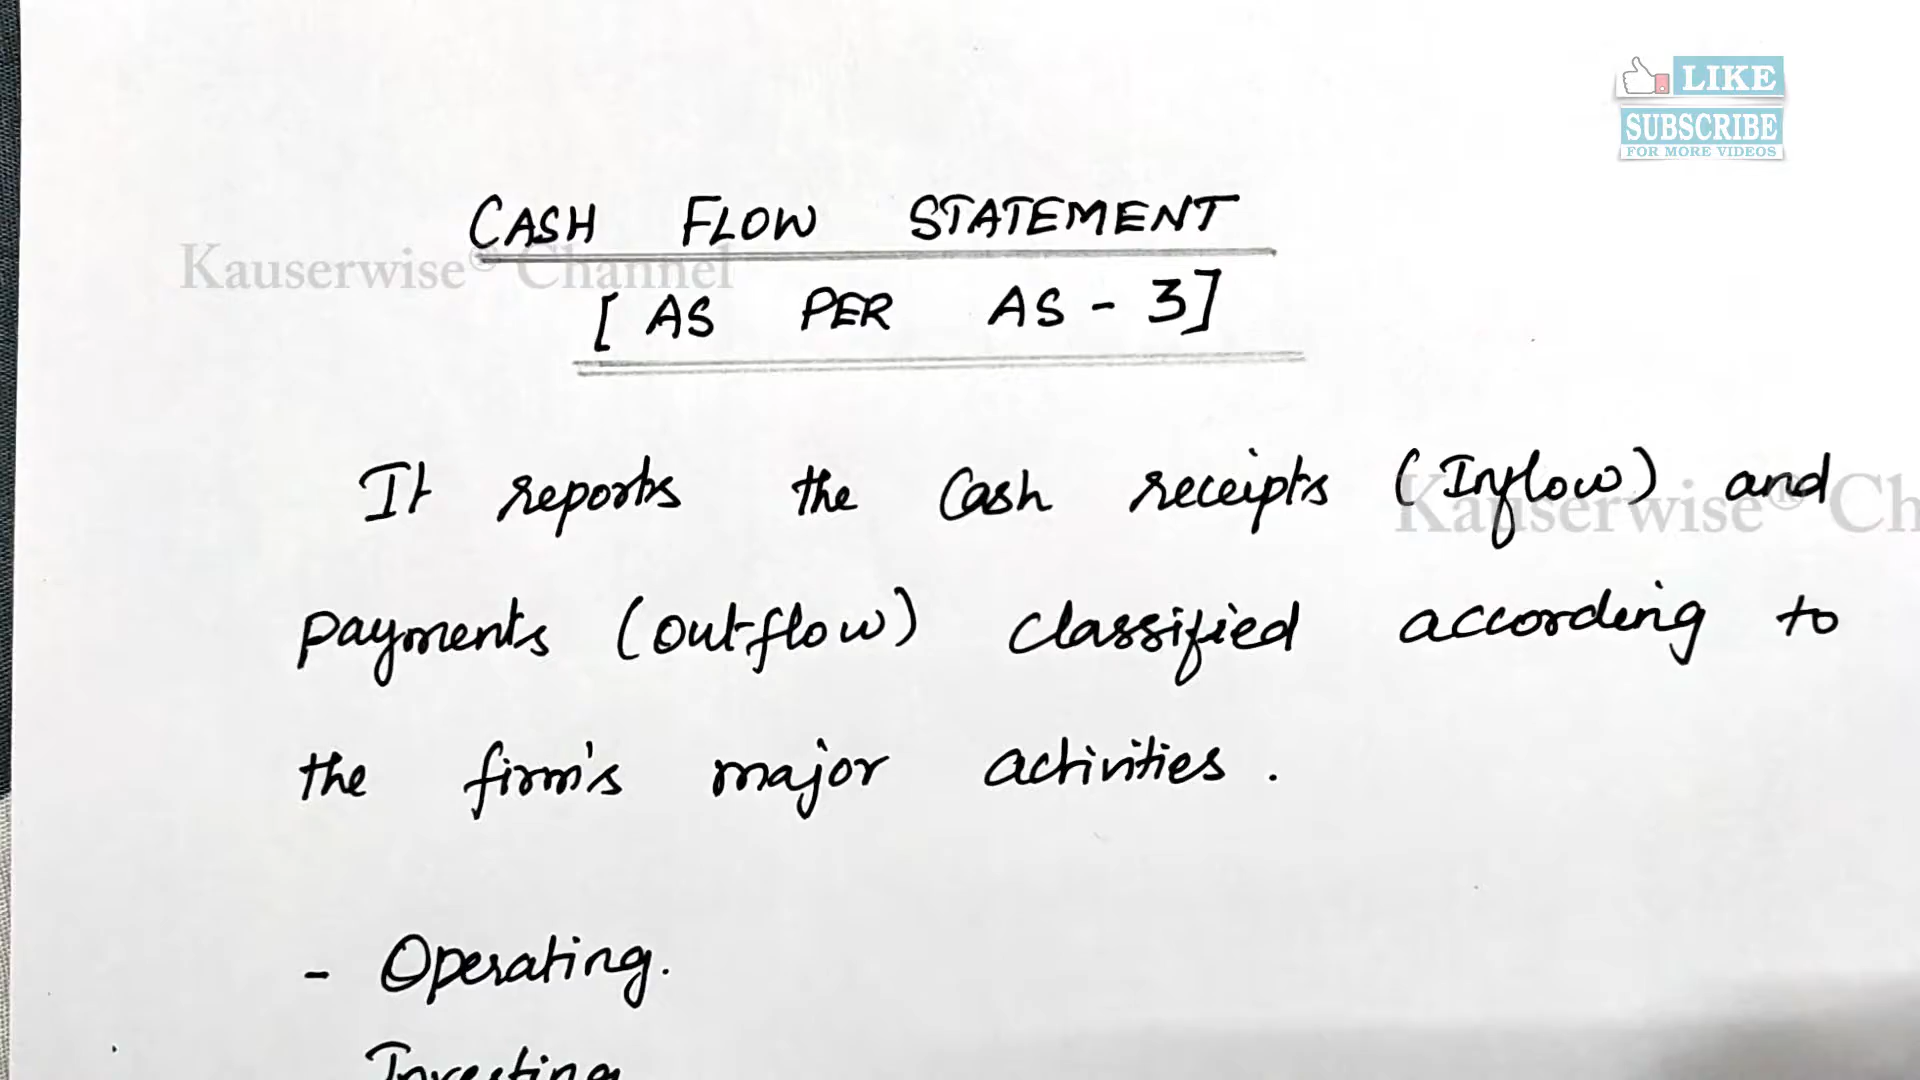 LIKE
SUBSCRIBE
FOR MORE VIDEOS
CASH FLOW STATEMENT
Kauserwise® Channel
[AS PER AS-3]
It reports the Cash receipts (Inflow) and
Kauserwise® Ch
payments (outflow) classified according to
the firm's major activities.
- Operating.
Investing